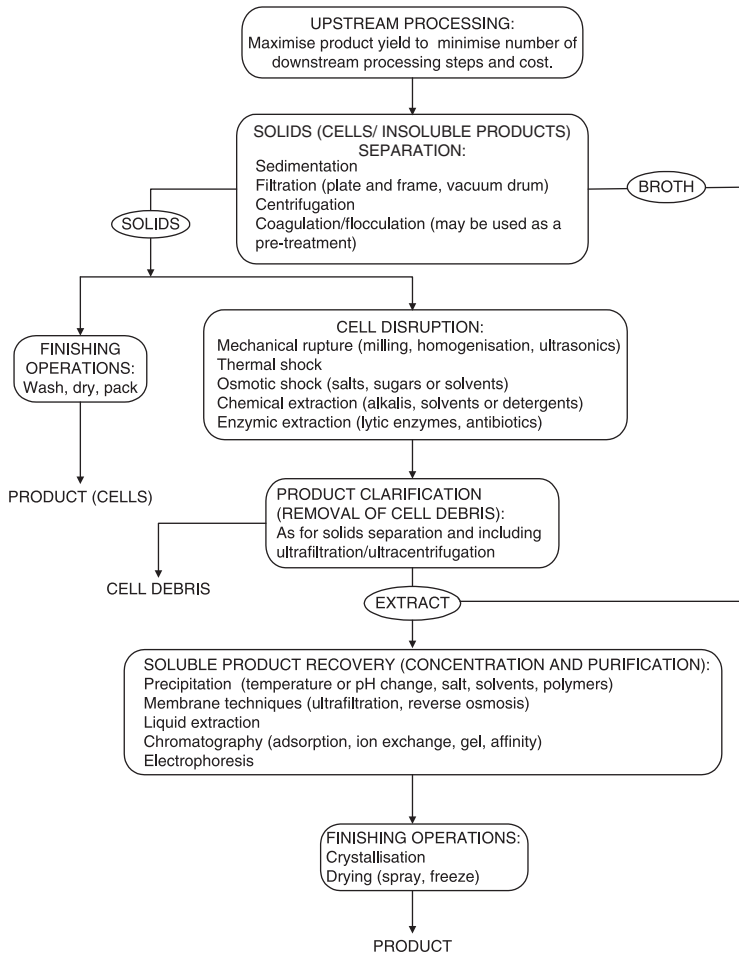 UPSTREAM PROCESSING:
Maximise product yield to minimise number of
downstream processing steps and cost.
SOLIDS (CELLS/ INSOLUBLE PRODUCTS)
SEPARATION:
Sedimentation
Filtration (plate and frame, vacuum drum)
Centrifugation
Coagulation/flocculation (may be used as a
pre-treatment)
BROTH
SOLIDS
FINISHING
OPERATIONS:
Wash, dry, pack
PRODUCT (CELLS)
CELL DISRUPTION:
Mechanical rupture (milling, homogenisation, ultrasonics)
Thermal shock
Osmotic shock (salts, sugars or solvents)
Chemical extraction (alkalis, solvents or detergents)
Enzymic extraction (lytic enzymes, antibiotics)
PRODUCT CLARIFICATION
(REMOVAL OF CELL DEBRIS):
As for solids separation and including
ultrafiltration/ultracentrifugation
CELL DEBRIS
EXTRACT
SOLUBLE PRODUCT RECOVERY (CONCENTRATION AND PURIFICATION):
Precipitation (temperature or pH change, salt, solvents, polymers)
Membrane techniques (ultrafiltration, reverse osmosis)
Liquid extraction
Chromatography (adsorption, ion exchange, gel, affinity)
Electrophoresis
FINISHING OPERATIONS:
Crystallisation
Drying (spray, freeze)
PRODUCT